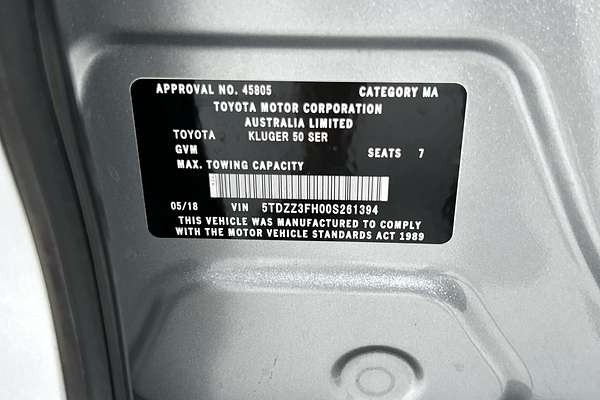 APPROVAL NO. 45805 CATEGORY MA
TOYOTA MOTOR CORPORATION
AUSTRALIA LIMITED
TOYOTA KLUGER 50 SER
GVM SEATS 7
MAX. TOWING CAPACITY
05/18 VIN 5TDZZ3FH00S261394
THIS VEHICLE WAS MANUFACTURED TO COMPLY
WITH THE MOTOR VEHICLE STANDARDS ACT 1989